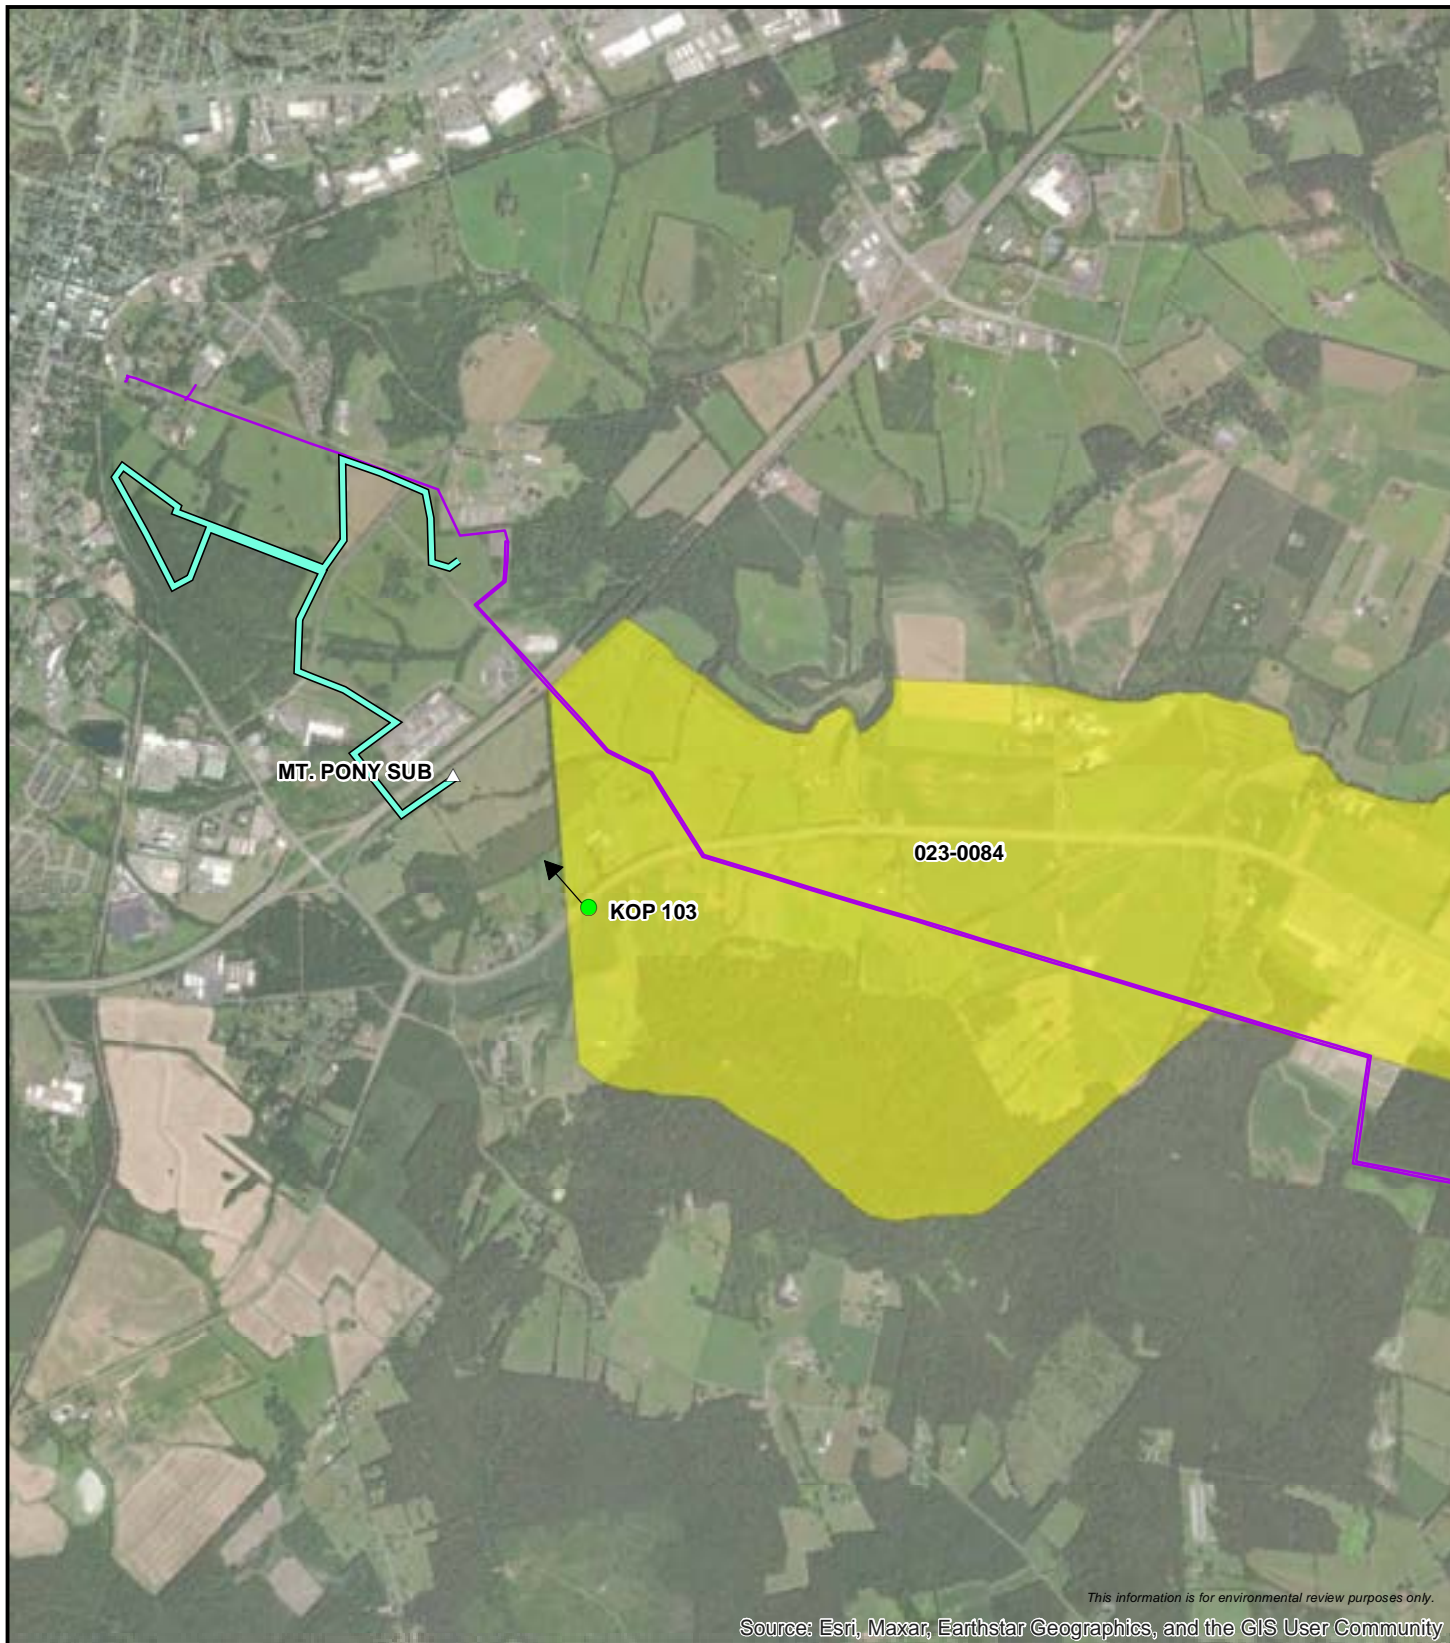 MT. PONY SUB
023-0084
KOP 103
This information is for environmental review purposes only.
Source: Esri, Maxar, Earthstar Geographics, and the GIS User Community